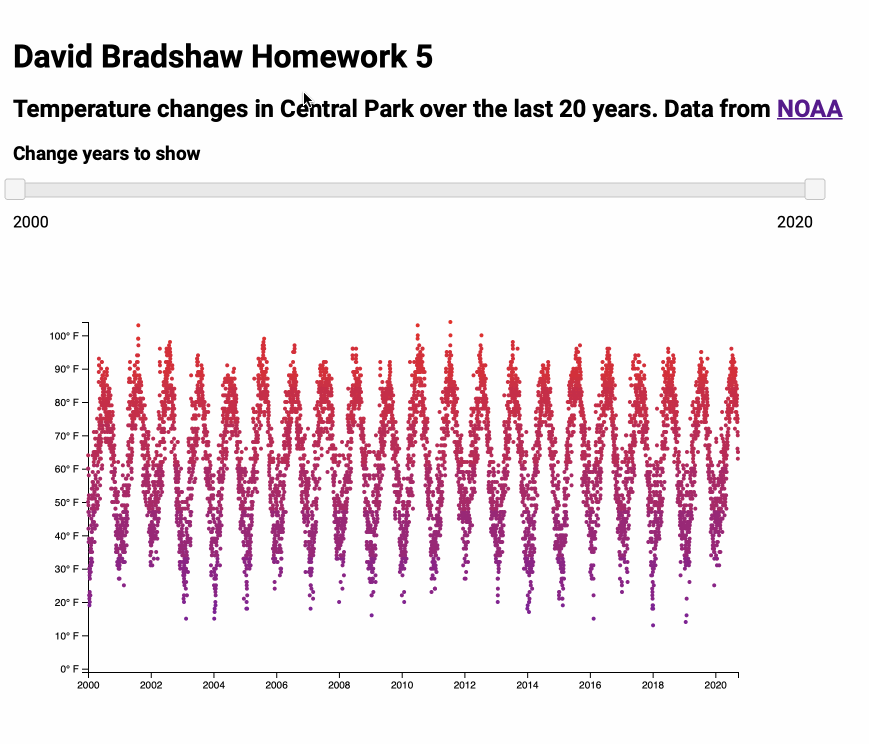 David Bradshaw Homework 5
Temperature changes in Central Park over the last 20 years. Data from NOAA
Change years to show
2000 2020
100° F
90° F
80° F
70° F
60° F
50° F
40° F
30° F
20° F
10° F
0° F
2000 2002 2004 2006 2008 2010 2012 2014 2016 2018 2020